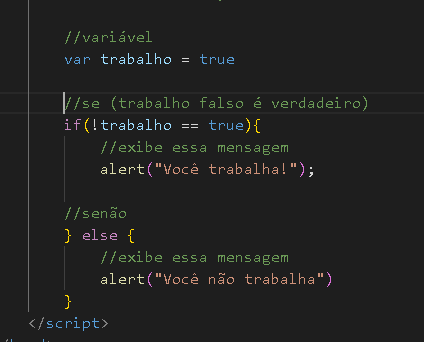 //variável
var trabalho = true
//se (trabalho falso é verdadeiro)
if(!trabalho == true){
//exibe essa mensagem
alert("Você trabalha!");
//senão
} else {
//exibe essa mensagem
alert("Você não trabalha")
}
</script>